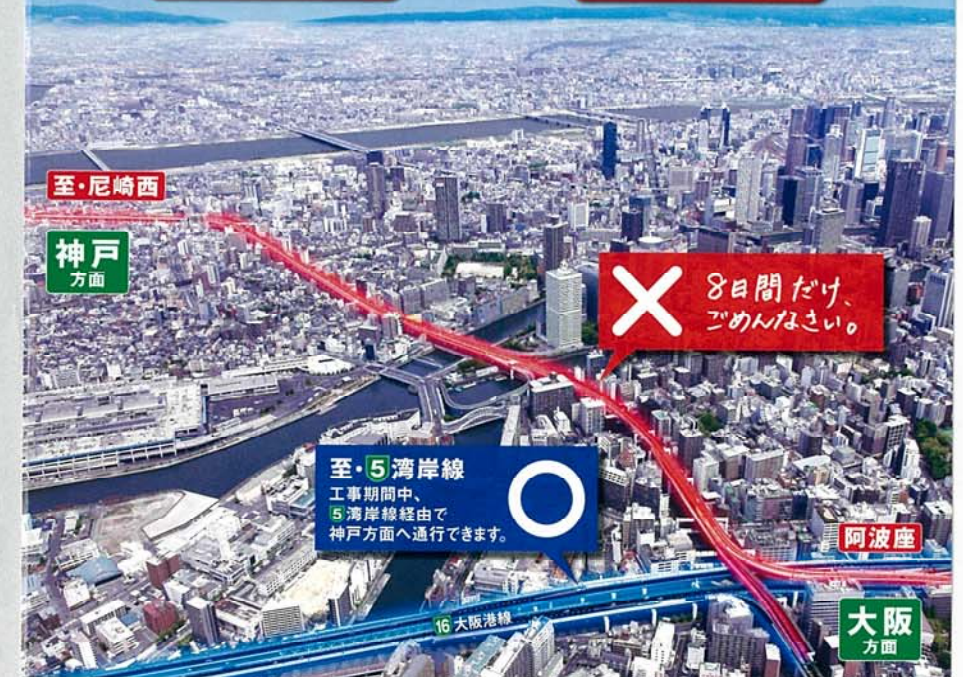 至・尼崎西
神戸
方面
8日間だけ、
ごめんなさい。
至・5湾岸線
工事期間中、
5湾岸線経由で
神戸方面へ通行できます。
阿波座
16 大阪港線
大阪
方面